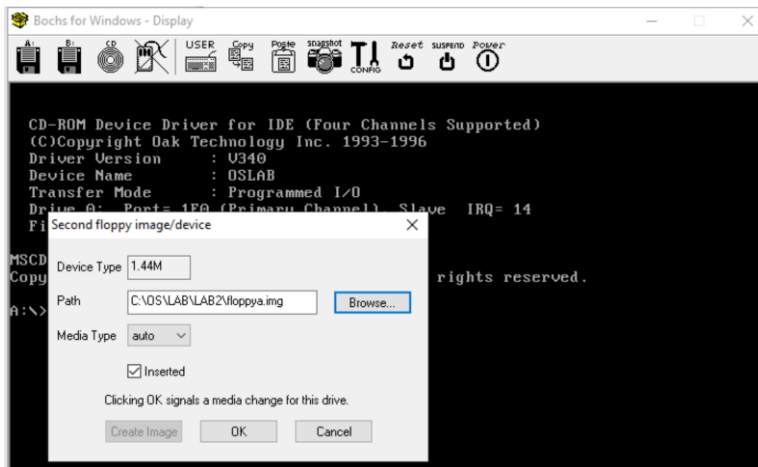 Bochs for Windows - Display
A: B: CD USER Copy Paste snapshot CONFIG Reset SUSPEND Power
CD-ROM Device Driver for IDE (Four Channels Supported)
(C)Copyright Oak Technology Inc. 1993-1996
Driver Version : V340
Device Name : OSLAB
Transfer Mode : Programmed I/O
Drive 0: Port= 1F0 (Primary Channel), Slave IRQ= 14
Fi
Second floppy image/device
MSCD
Device Type 1.44M
Copy rights reserved.
Path C:\OS\LAB\LAB2\floppya.img Browse...
A:\>
Media Type auto
Inserted
Clicking OK signals a media change for this drive.
Create Image OK Cancel